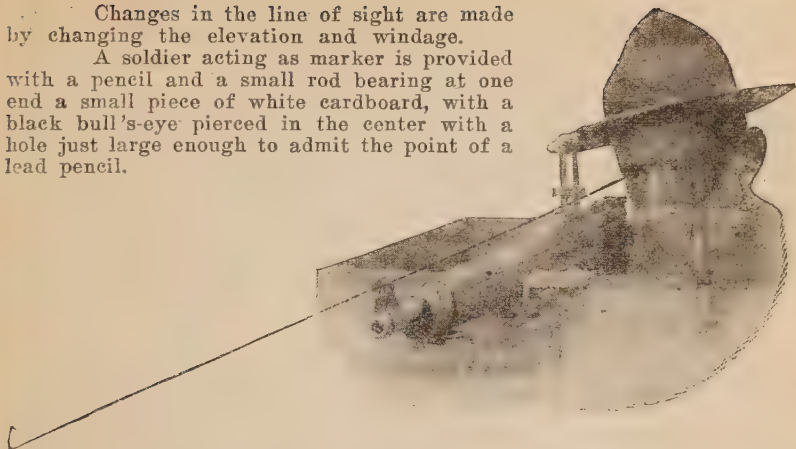 Changes in the line of sight are made
by changing the elevation and windage.
A soldier acting as marker is provided
with a pencil and a small rod bearing at one
end a small piece of white cardboard, with a
black bull's-eye pierced in the center with a
hole just large enough to admit the point of a
lead pencil.